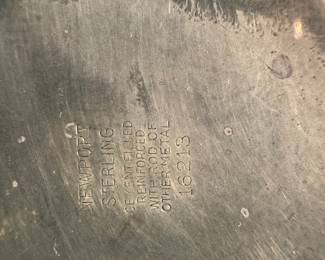 NEWPORT
STERLING
CEMENT FILLED
REINFORCED
WITH ROD OF
OTHER METAL
16213